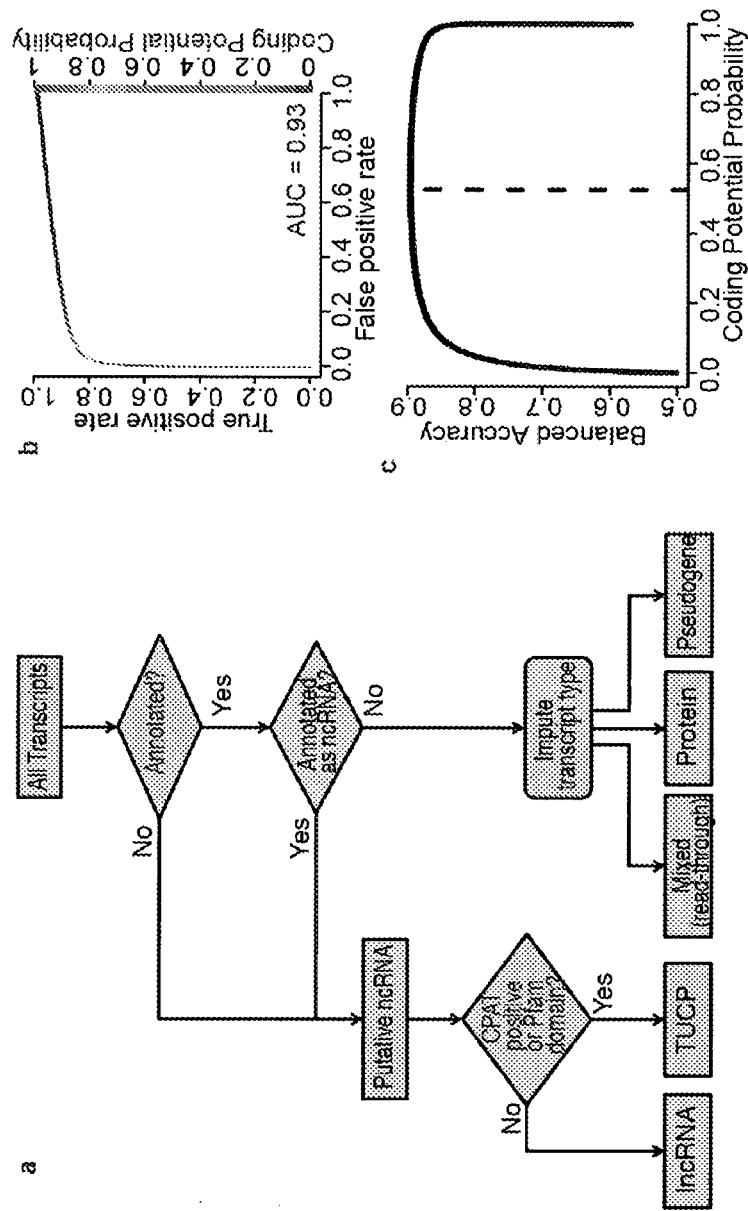 a
All Transcripts
Annotated?
No
Yes
Annotated
as ncRNA?
Yes
No
Putative ncRNA
CPAT
positive
or Pfam
domain?
No
Yes
Impute
transcript type
lncRNA
TUCP
Mixed
(read-through)
Protein
Pseudogene
b
True positive rate
1.0
0.8
0.6
0.4
0.2
0.0
0.0
0.2
0.4
0.6
0.8
1.0
False positive rate
AUC = 0.93
Coding Potential Probability
1
0.8
0.6
0.4
0.2
0
c
Balanced Accuracy
0.9
0.8
0.7
0.6
0.5
0.0
0.2
0.4
0.6
0.8
1.0
Coding Potential Probability